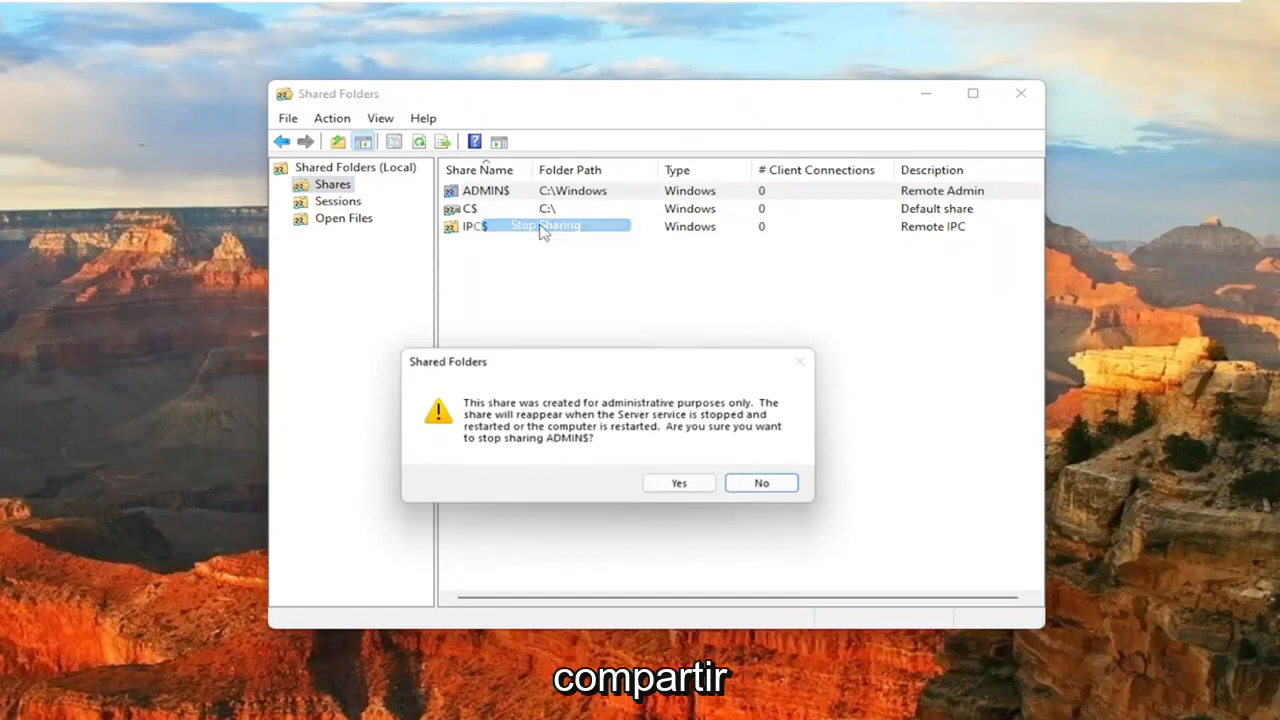 Shared Folders
File Action View Help
Shared Folders (Local)
Shares
Sessions
Open Files
Share Name Folder Path Type # Client Connections Description
ADMIN$ C:\Windows Windows 0 Remote Admin
C$ C:\ Windows 0 Default share
IPC$ Stop Sharing Windows 0 Remote IPC
Shared Folders
This share was created for administrative purposes only. The
share will reappear when the Server service is stopped and
restarted or the computer is restarted. Are you sure you want
to stop sharing ADMIN$?
Yes No
compartir